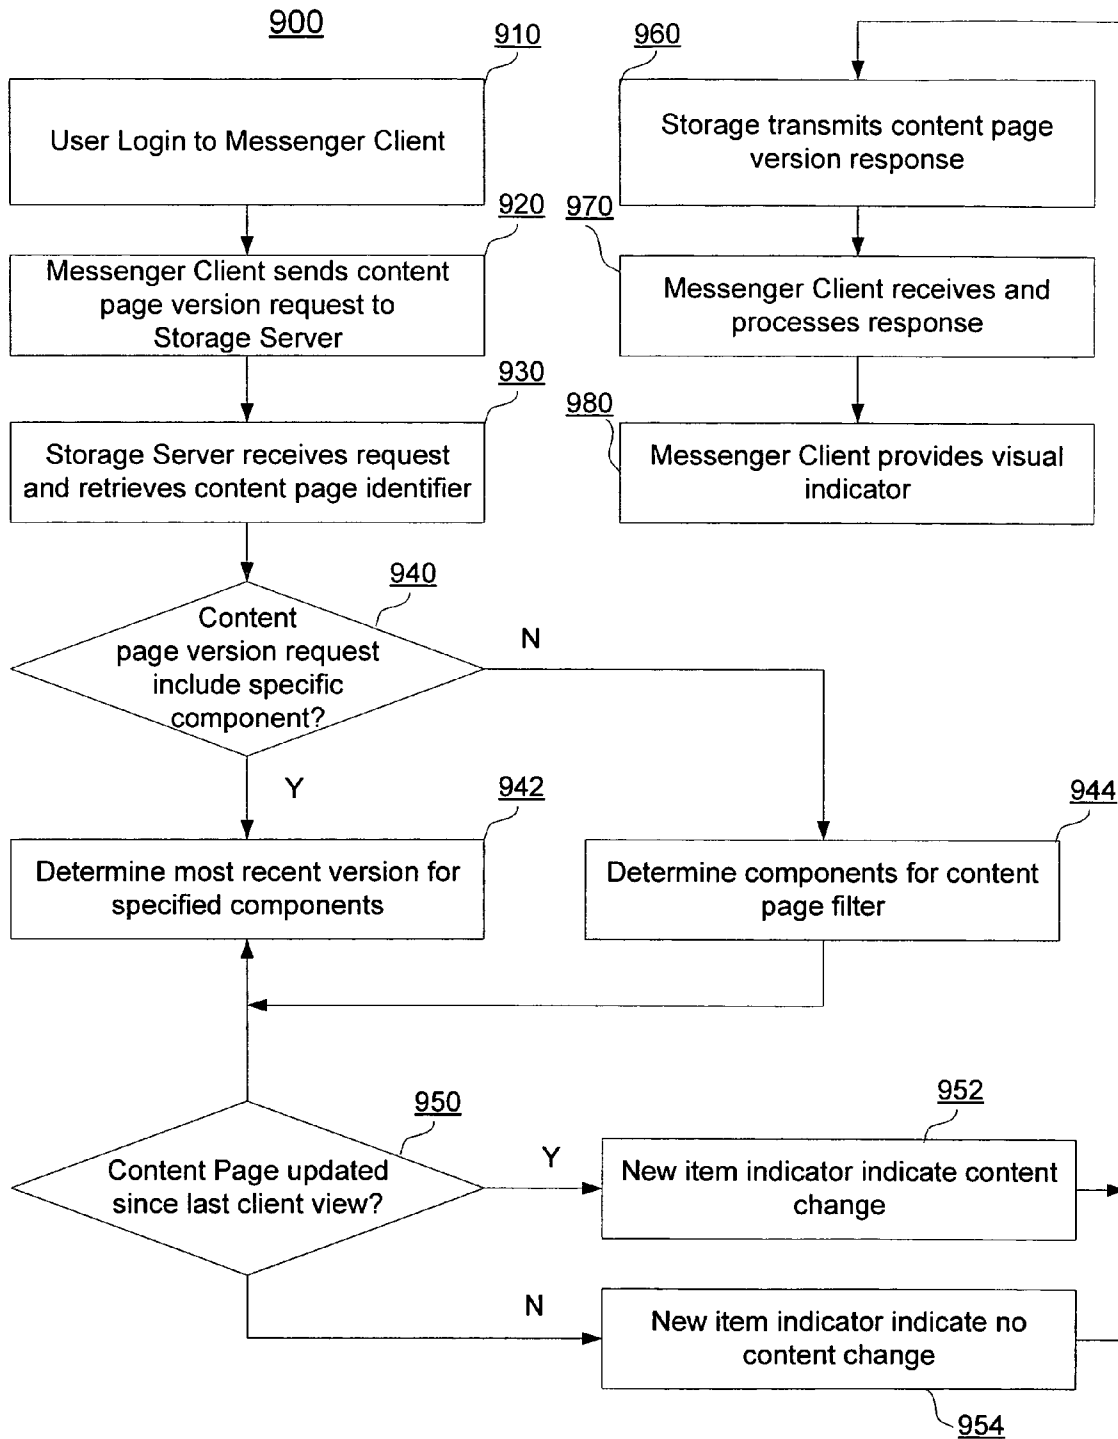 900
910
User Login to Messenger Client
920
Messenger Client sends content
page version request to
Storage Server
930
Storage Server receives request
and retrieves content page identifier
940
Content
page version request
include specific
component?
N
Y
942
Determine most recent version for
specified components
944
Determine components for content
page filter
950
Content Page updated
since last client view?
Y
952
New item indicator indicate content
change
N
New item indicator indicate no
content change
954
960
Storage transmits content page
version response
970
Messenger Client receives and
processes response
980
Messenger Client provides visual
indicator